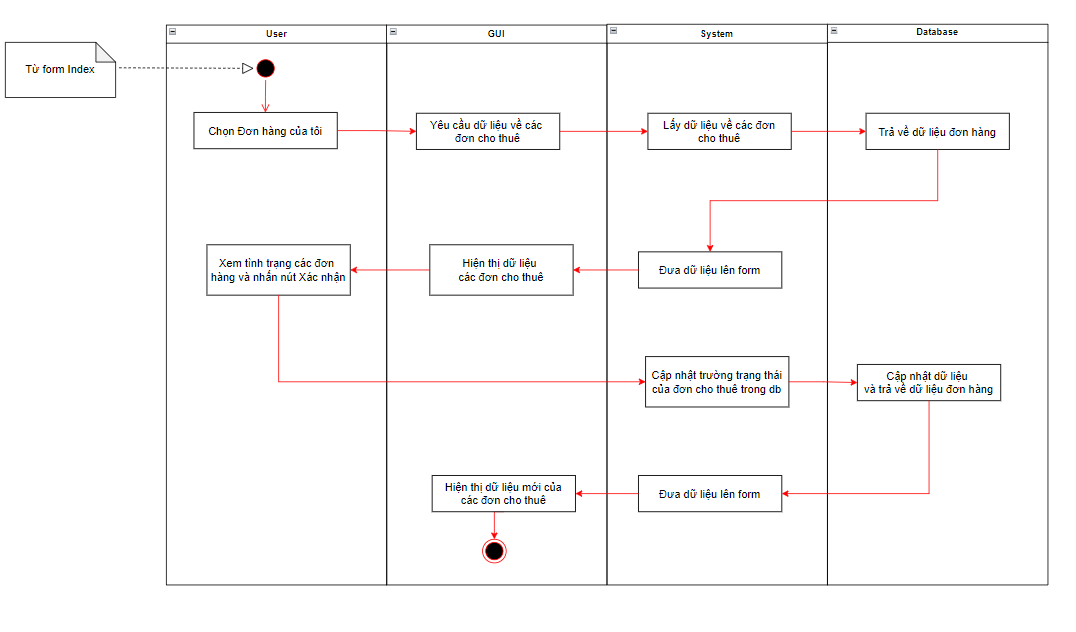 User
GUI
System
Database
Từ form Index
Chọn Đơn hàng của tôi
Yêu cầu dữ liệu về các
đơn cho thuê
Lấy dữ liệu về các đơn
cho thuê
Trả về dữ liệu đơn hàng
Xem tình trạng các đơn
hàng và nhấn nút Xác nhận
Hiện thị dữ liệu
các đơn cho thuê
Đưa dữ liệu lên form
Cập nhật trường trạng thái
của đơn cho thuê trong db
Cập nhật dữ liệu
và trả về dữ liệu đơn hàng
Hiện thị dữ liệu mới của
các đơn cho thuê
Đưa dữ liệu lên form